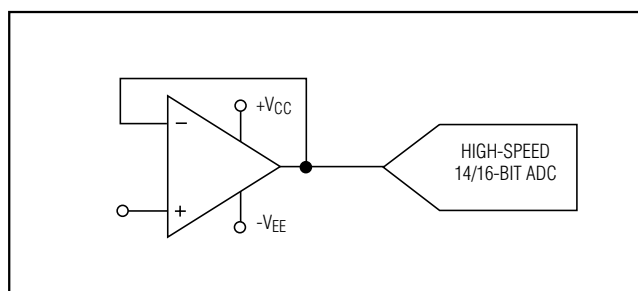 +VCC
−
+
-VEE
HIGH-SPEED
14/16-BIT ADC